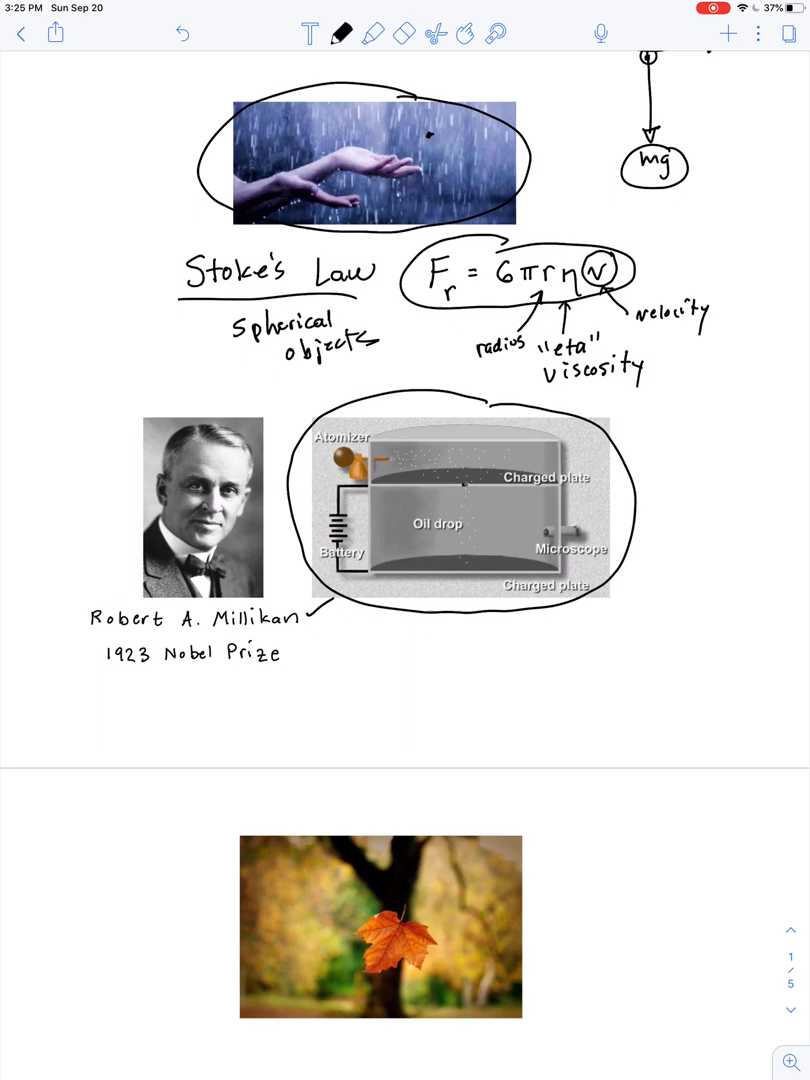 3:25 PM Sun Sep 20
37%
T
mg
Stoke's Law
F r = 6 π r η v
spherical
objects
radius
"eta"
viscosity
velocity
Atomizer
Charged plate
Oil drop
Battery
Microscope
Charged plate
Robert A. Millikan
1923 Nobel Prize
1
/
5